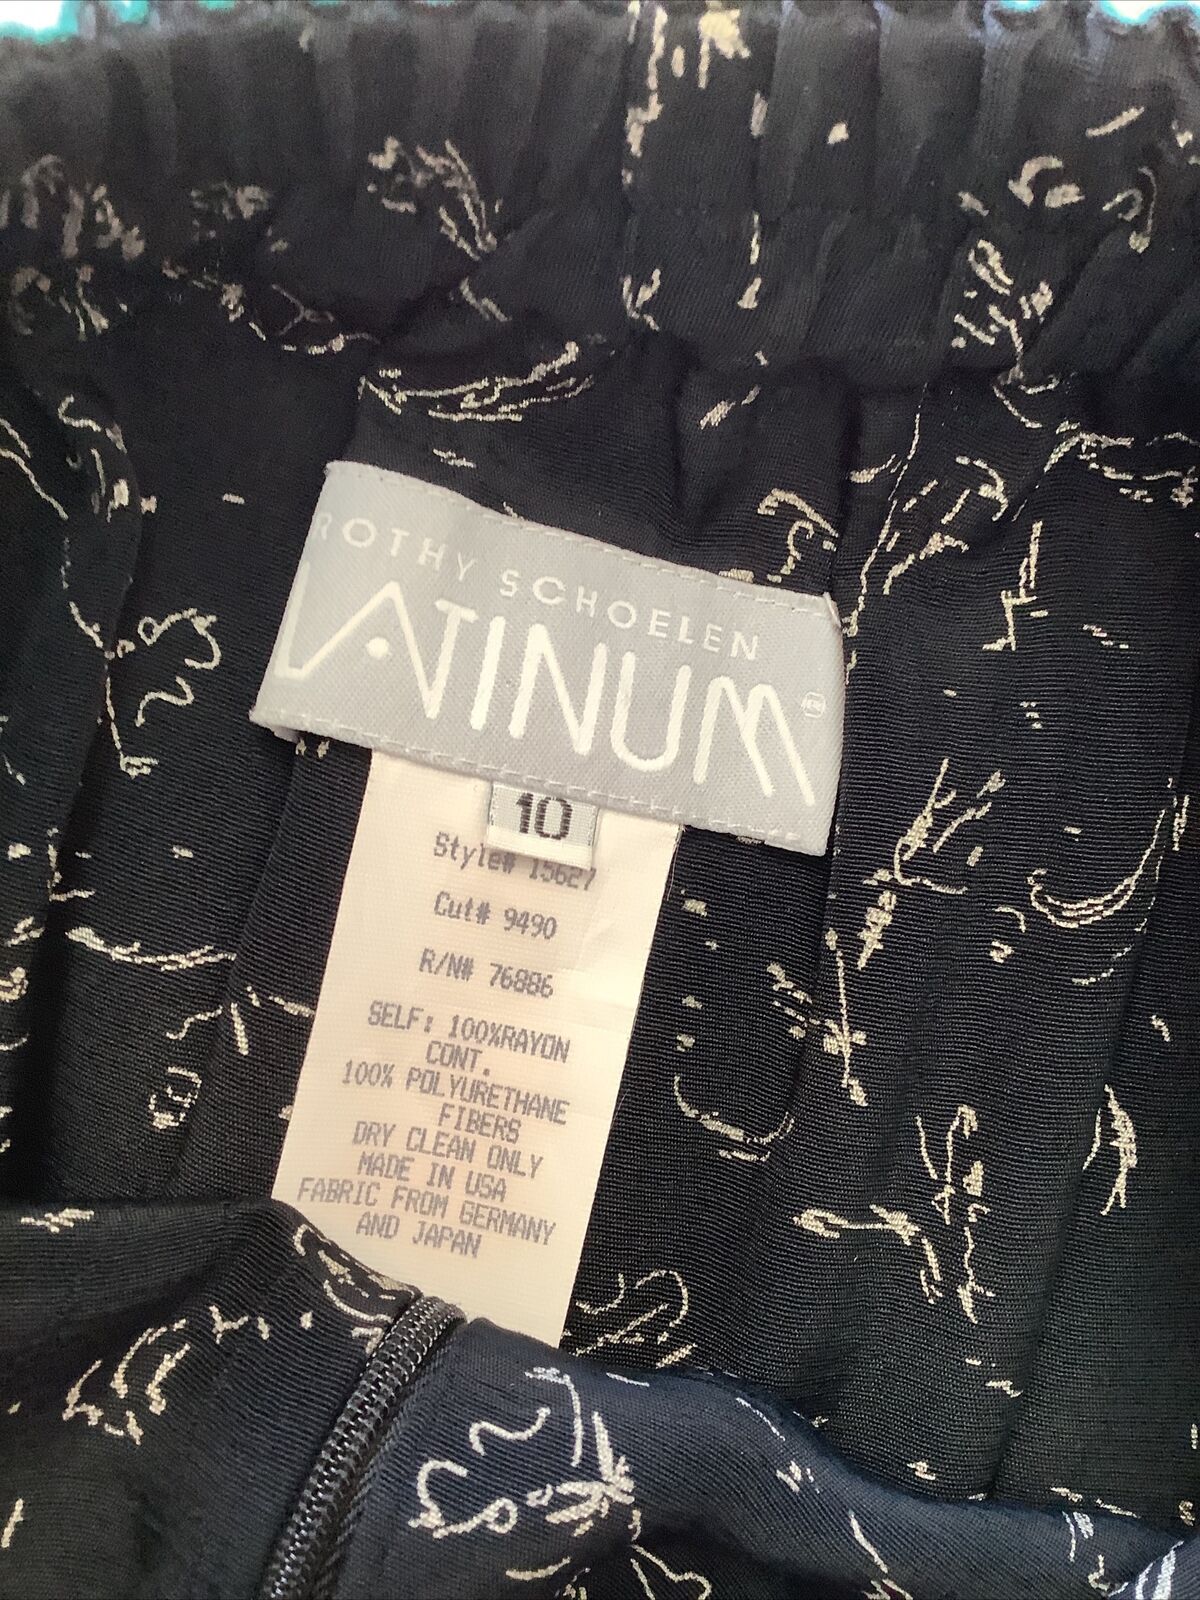 ROTHY SCHOELEN
LATINUM
10
Style# 15627
Cut# 9490
R/N# 76886
SELF: 100%RAYON
CONT.
100% POLYURETHANE
FIBERS
DRY CLEAN ONLY
MADE IN USA
FABRIC FROM GERMANY
AND JAPAN